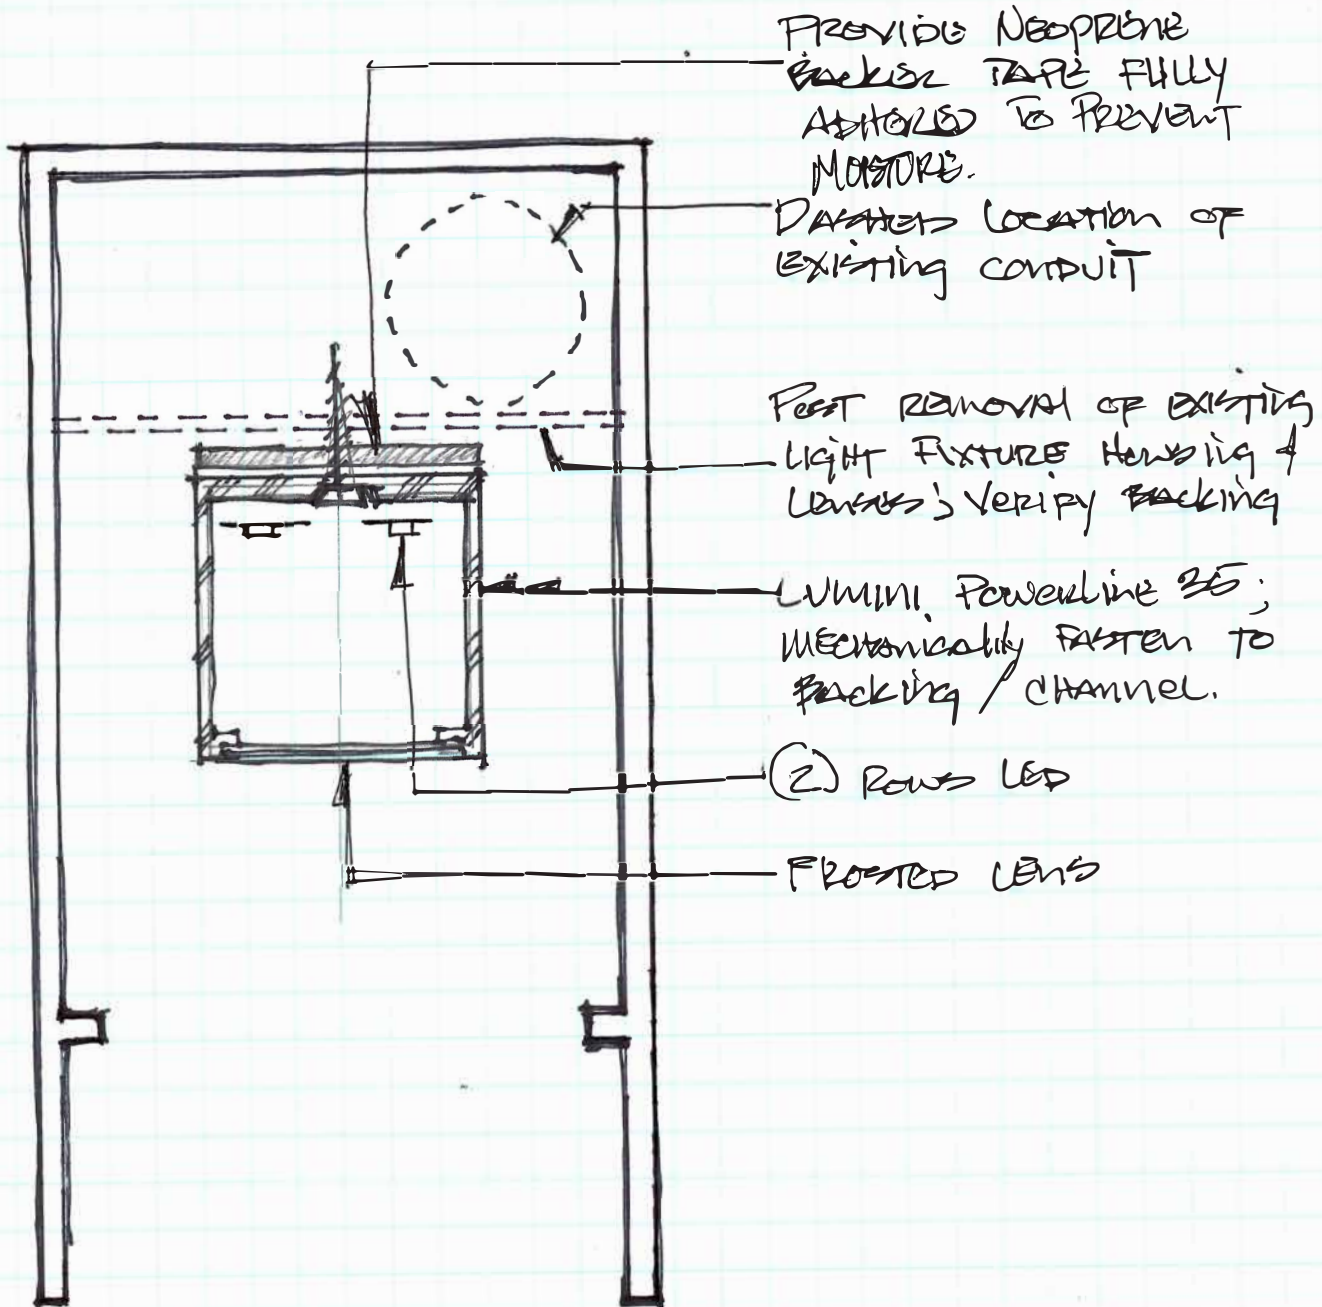 PROVIDE NEOPRENE
BACKER TAPE FULLY
ADHERED TO PREVENT
MOISTURE.
DASHED LOCATION OF
EXISTING CONDUIT
POST REMOVAL OF EXISTING
LIGHT FIXTURE HOUSING &
LENSES; VERIFY BACKING
LUMINI POWERLINE 35;
MECHANICALLY FASTEN TO
BACKING / CHANNEL.
(2) ROWS LED
FROSTED LENS